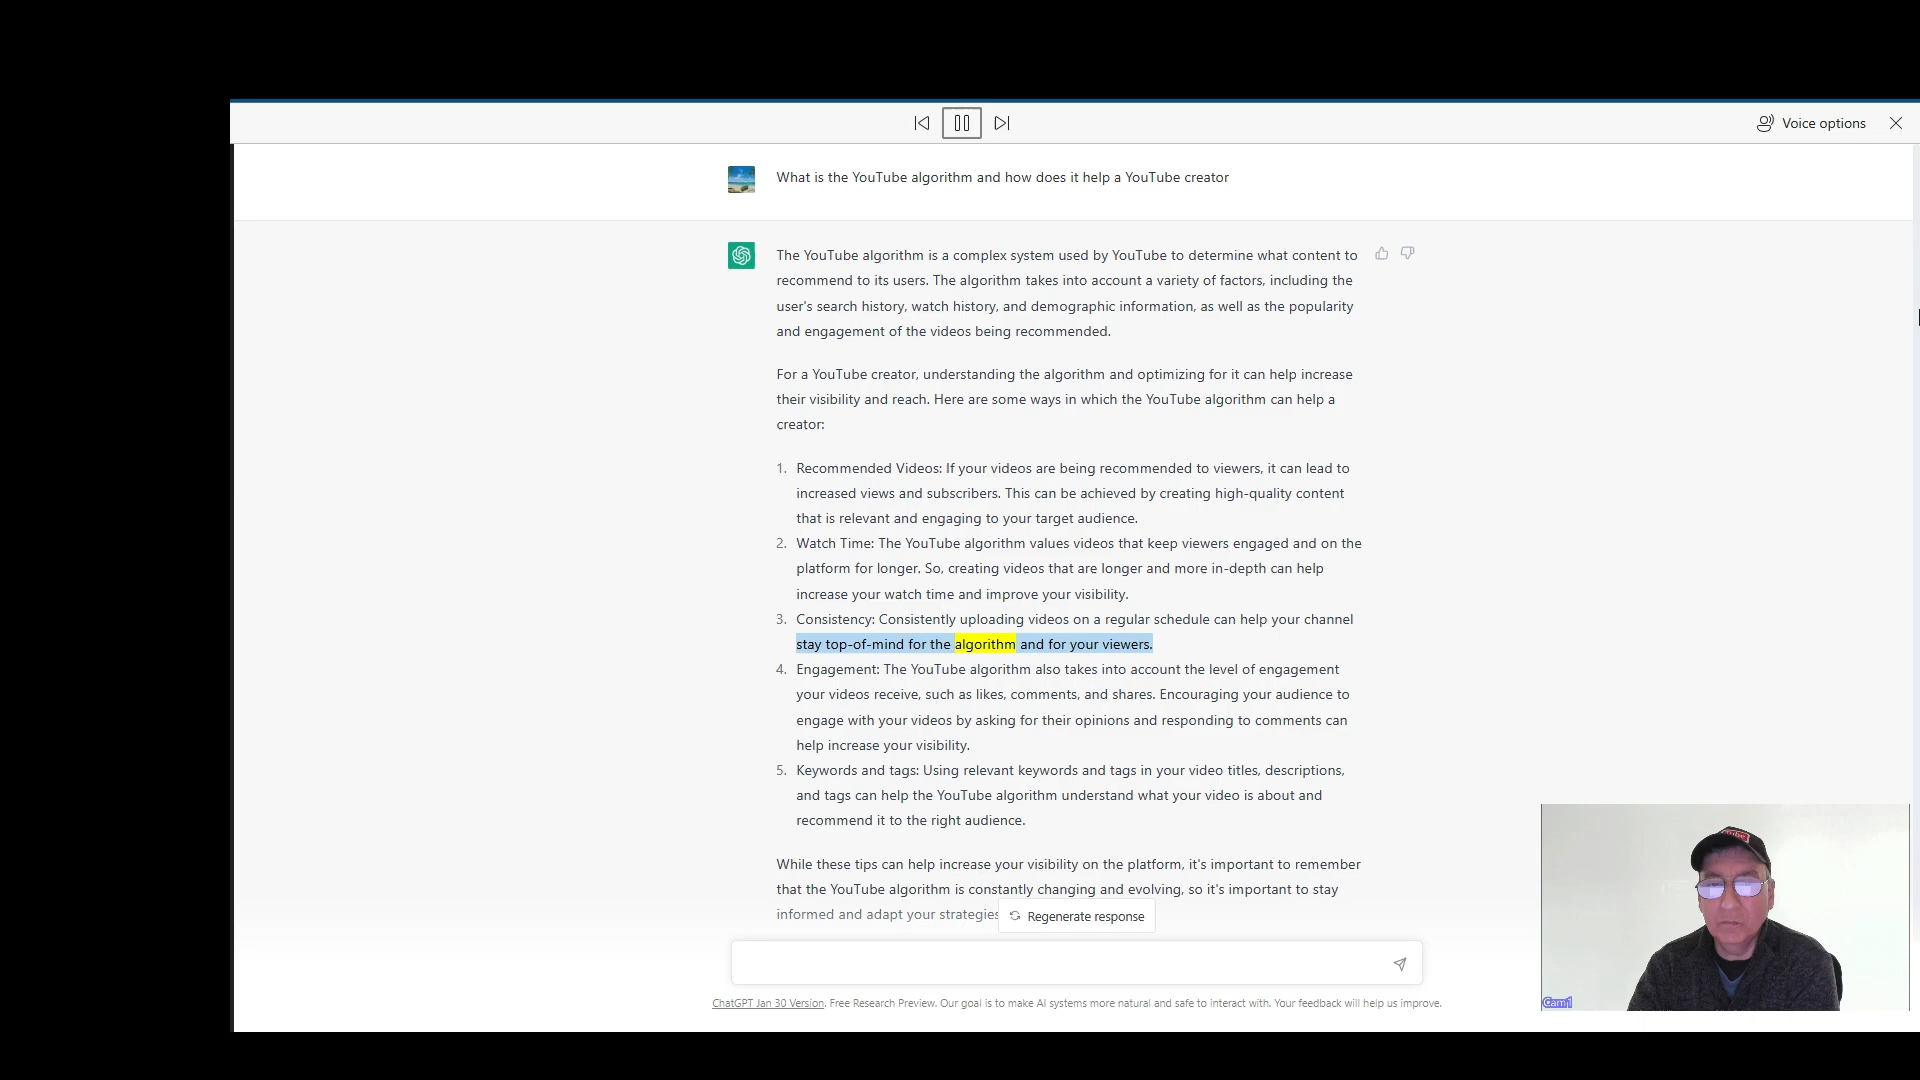 Voice options
What is the YouTube algorithm and how does it help a YouTube creator
The YouTube algorithm is a complex system used by YouTube to determine what content to
recommend to its users. The algorithm takes into account a variety of factors, including the
user's search history, watch history, and demographic information, as well as the popularity
and engagement of the videos being recommended.
For a YouTube creator, understanding the algorithm and optimizing for it can help increase
their visibility and reach. Here are some ways in which the YouTube algorithm can help a
creator:
1. Recommended Videos: If your videos are being recommended to viewers, it can lead to
increased views and subscribers. This can be achieved by creating high-quality content
that is relevant and engaging to your target audience.
2. Watch Time: The YouTube algorithm values videos that keep viewers engaged and on the
platform for longer. So, creating videos that are longer and more in-depth can help
increase your watch time and improve your visibility.
3. Consistency: Consistently uploading videos on a regular schedule can help your channel
stay top-of-mind for the algorithm and for your viewers.
4. Engagement: The YouTube algorithm also takes into account the level of engagement
your videos receive, such as likes, comments, and shares. Encouraging your audience to
engage with your videos by asking for their opinions and responding to comments can
help increase your visibility.
5. Keywords and tags: Using relevant keywords and tags in your video titles, descriptions,
and tags can help the YouTube algorithm understand what your video is about and
recommend it to the right audience.
While these tips can help increase your visibility on the platform, it's important to remember
that the YouTube algorithm is constantly changing and evolving, so it's important to stay
informed and adapt your strategies
Regenerate response
ChatGPT Jan 30 Version. Free Research Preview. Our goal is to make AI systems more natural and safe to interact with. Your feedback will help us improve.
Cam1